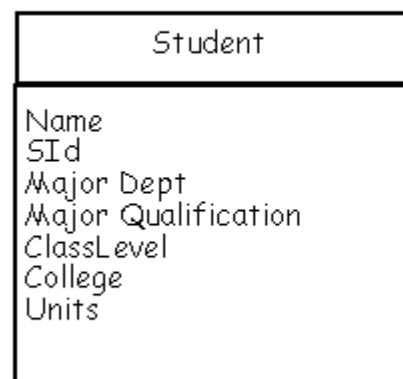 Student
Name
SId
Major Dept
Major Qualification
ClassLevel
College
Units